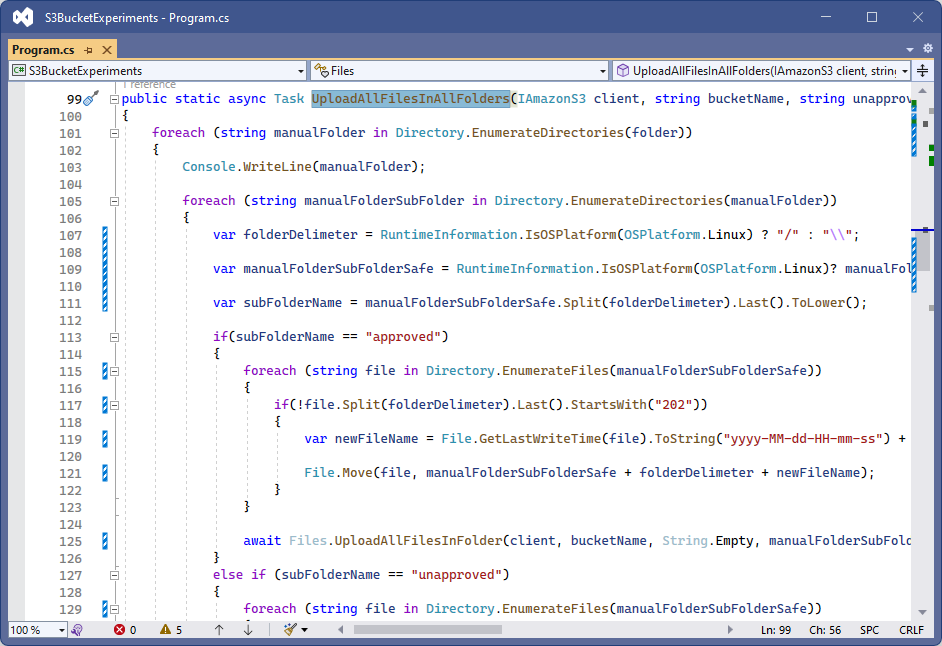 S3BucketExperiments - Program.cs
Program.cs
C# S3BucketExperiments Files UploadAllFilesInAllFolders(IAmazonS3 client, string
1 reference
99 public static async Task UploadAllFilesInAllFolders(IAmazonS3 client, string bucketName, string unapprov
100 {
101 foreach (string manualFolder in Directory.EnumerateDirectories(folder))
102 {
103 Console.WriteLine(manualFolder);
104
105 foreach (string manualFolderSubFolder in Directory.EnumerateDirectories(manualFolder))
106 {
107 var folderDelimeter = RuntimeInformation.IsOSPlatform(OSPlatform.Linux) ? "/" : "\\";
108
109 var manualFolderSubFolderSafe = RuntimeInformation.IsOSPlatform(OSPlatform.Linux)? manualFol
110
111 var subFolderName = manualFolderSubFolderSafe.Split(folderDelimeter).Last().ToLower();
112
113 if(subFolderName == "approved")
114 {
115 foreach (string file in Directory.EnumerateFiles(manualFolderSubFolderSafe))
116 {
117 if(!file.Split(folderDelimeter).Last().StartsWith("202"))
118 {
119 var newFileName = File.GetLastWriteTime(file).ToString("yyyy-MM-dd-HH-mm-ss") +
120
121 File.Move(file, manualFolderSubFolderSafe + folderDelimeter + newFileName);
122 }
123 }
124
125 await Files.UploadAllFilesInFolder(client, bucketName, String.Empty, manualFolderSubFold
126 }
127 else if (subFolderName == "unapproved")
128 {
129 foreach (string file in Directory.EnumerateFiles(manualFolderSubFolderSafe))
100 % 0 5 Ln: 99 Ch: 56 SPC CRLF